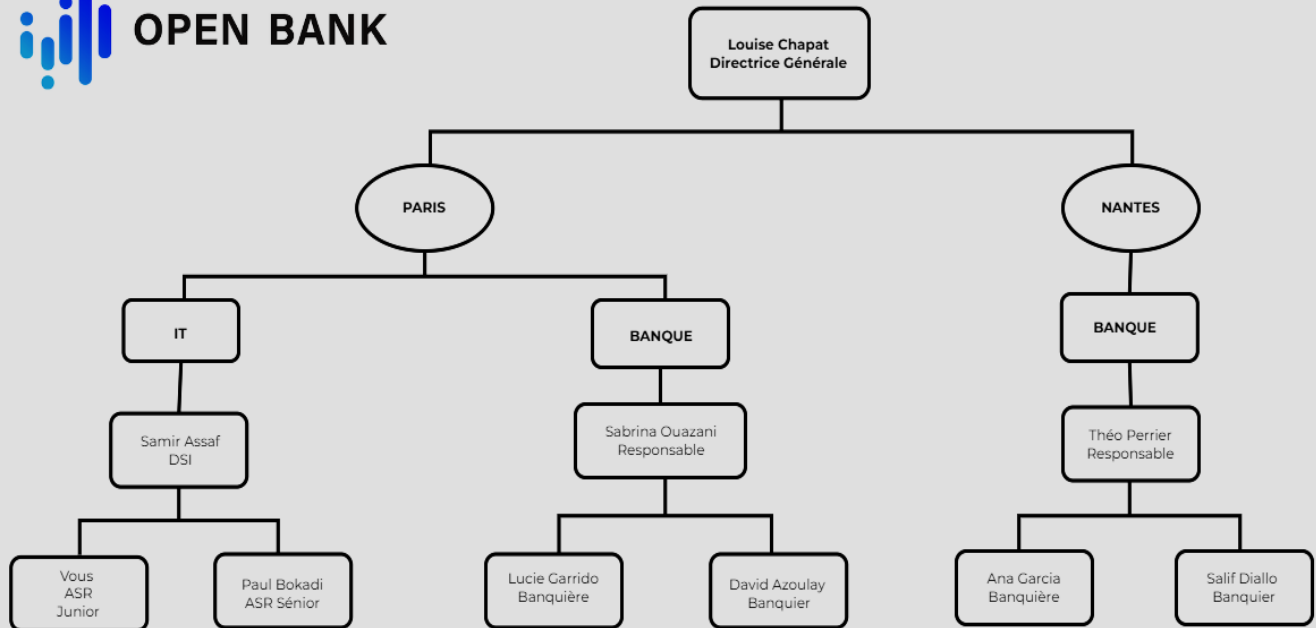 OPEN BANK
Louise Chapat
Directrice Générale
PARIS
NANTES
IT
BANQUE
BANQUE
Samir Assaf
DSI
Sabrina Ouazani
Responsable
Théo Perrier
Responsable
Vous
ASR
Junior
Paul Bokadi
ASR Sénior
Lucie Garrido
Banquière
David Azoulay
Banquier
Ana Garcia
Banquière
Salif Diallo
Banquier